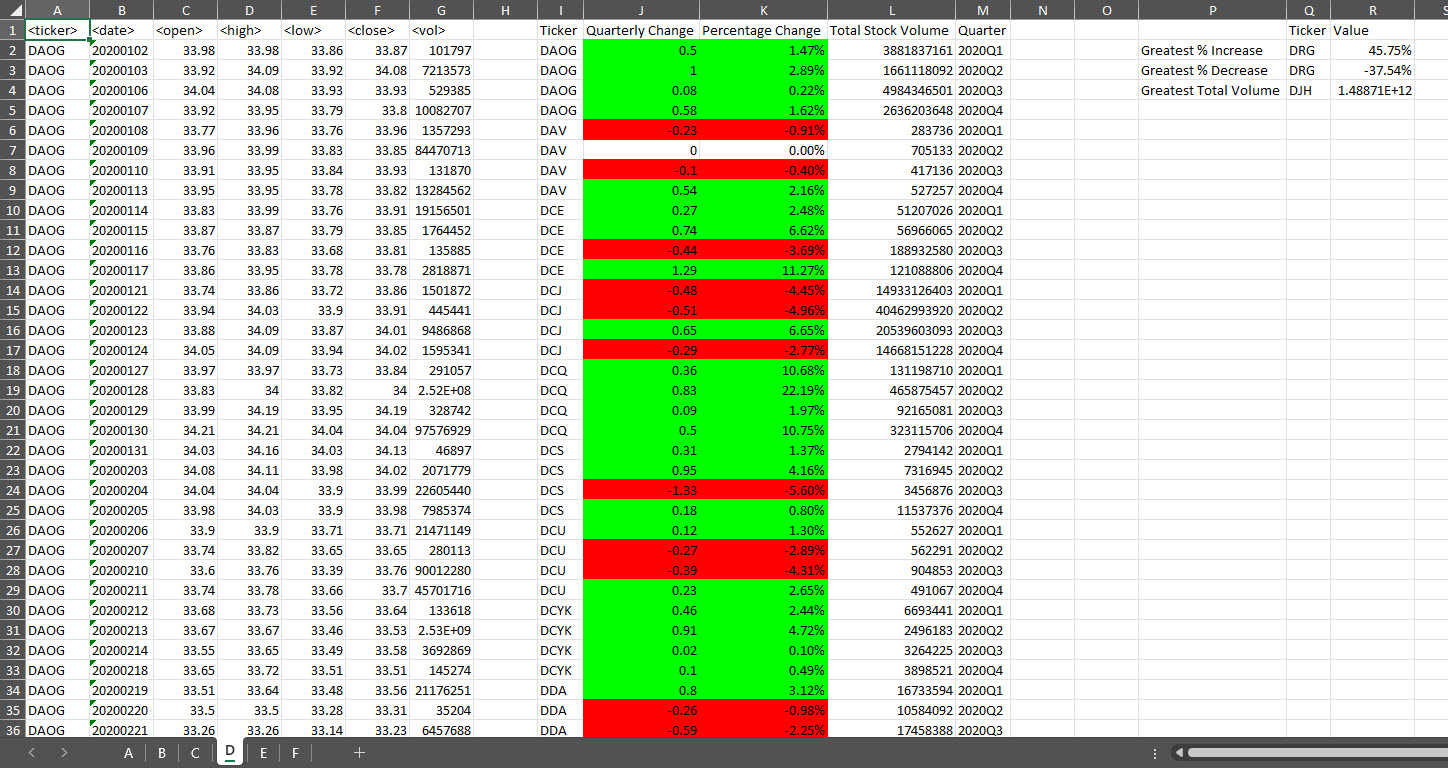 A B C D E F G H I J K L M N O P Q R S
1 <ticker> <date> <open> <high> <low> <close> <vol> Ticker Quarterly Change Percentage Change Total Stock Volume Quarter Ticker Value
2 DAOG 20200102 33.98 33.98 33.86 33.87 101797 DAOG 0.5 1.47% 3881837161 2020Q1 Greatest % Increase DRG 45.75%
3 DAOG 20200103 33.92 34.09 33.92 34.08 7213573 DAOG 1 2.89% 1661118092 2020Q2 Greatest % Decrease DRG -37.54%
4 DAOG 20200106 34.04 34.08 33.93 33.93 529385 DAOG 0.08 0.22% 4984346501 2020Q3 Greatest Total Volume DJH 1.48871E+12
5 DAOG 20200107 33.92 33.95 33.79 33.8 10082707 DAOG 0.58 1.62% 2636203648 2020Q4
6 DAOG 20200108 33.77 33.96 33.76 33.96 1357293 DAV -0.23 -0.91% 283736 2020Q1
7 DAOG 20200109 33.96 33.99 33.83 33.85 84470713 DAV 0 0.00% 705133 2020Q2
8 DAOG 20200110 33.91 33.95 33.84 33.93 131870 DAV -0.1 -0.40% 417136 2020Q3
9 DAOG 20200113 33.95 33.95 33.78 33.82 13284562 DAV 0.54 2.16% 527257 2020Q4
10 DAOG 20200114 33.83 33.99 33.76 33.91 19156501 DCE 0.27 2.48% 51207026 2020Q1
11 DAOG 20200115 33.87 33.87 33.79 33.85 1764452 DCE 0.74 6.62% 56966065 2020Q2
12 DAOG 20200116 33.76 33.83 33.68 33.81 135885 DCE -0.44 -3.69% 188932580 2020Q3
13 DAOG 20200117 33.86 33.95 33.78 33.78 2818871 DCE 1.29 11.27% 121088806 2020Q4
14 DAOG 20200121 33.74 33.86 33.72 33.86 1501872 DCJ -0.48 -4.45% 14933126403 2020Q1
15 DAOG 20200122 33.94 34.03 33.9 33.91 445441 DCJ -0.51 -4.96% 40462993920 2020Q2
16 DAOG 20200123 33.88 34.09 33.87 34.01 9486868 DCJ 0.65 6.65% 20539603093 2020Q3
17 DAOG 20200124 34.05 34.09 33.94 34.02 1595341 DCJ -0.29 -2.77% 14668151228 2020Q4
18 DAOG 20200127 33.97 33.97 33.73 33.84 291057 DCQ 0.36 10.68% 131198710 2020Q1
19 DAOG 20200128 33.83 34 33.82 34 2.52E+08 DCQ 0.83 22.19% 465875457 2020Q2
20 DAOG 20200129 33.99 34.19 33.95 34.19 328742 DCQ 0.09 1.97% 92165081 2020Q3
21 DAOG 20200130 34.21 34.21 34.04 34.04 97576929 DCQ 0.5 10.75% 323115706 2020Q4
22 DAOG 20200131 34.03 34.16 34.03 34.13 46897 DCS 0.31 1.37% 2794142 2020Q1
23 DAOG 20200203 34.08 34.11 33.98 34.02 2071779 DCS 0.95 4.16% 7316945 2020Q2
24 DAOG 20200204 34.04 34.04 33.9 33.99 22605440 DCS -1.33 -5.60% 3456876 2020Q3
25 DAOG 20200205 33.98 34.03 33.9 33.98 7985374 DCS 0.18 0.80% 11537376 2020Q4
26 DAOG 20200206 33.9 33.9 33.71 33.71 21471149 DCU 0.12 1.30% 552627 2020Q1
27 DAOG 20200207 33.74 33.82 33.65 33.65 280113 DCU -0.27 -2.89% 562291 2020Q2
28 DAOG 20200210 33.6 33.76 33.39 33.76 90012280 DCU -0.39 -4.31% 904853 2020Q3
29 DAOG 20200211 33.74 33.78 33.66 33.7 45701716 DCU 0.23 2.65% 491067 2020Q4
30 DAOG 20200212 33.68 33.73 33.56 33.64 133618 DCYK 0.46 2.44% 6693441 2020Q1
31 DAOG 20200213 33.67 33.67 33.46 33.53 2.53E+09 DCYK 0.91 4.72% 2496183 2020Q2
32 DAOG 20200214 33.55 33.65 33.49 33.58 3692869 DCYK 0.02 0.10% 3264225 2020Q3
33 DAOG 20200218 33.65 33.72 33.51 33.51 145274 DCYK 0.1 0.49% 3898521 2020Q4
34 DAOG 20200219 33.51 33.64 33.48 33.56 21176251 DDA 0.8 3.12% 16733594 2020Q1
35 DAOG 20200220 33.5 33.5 33.28 33.31 35204 DDA -0.26 -0.98% 10584092 2020Q2
36 DAOG 20200221 33.26 33.26 33.14 33.23 6457688 DDA -0.59 -2.25% 17458388 2020Q3
A B C D E F